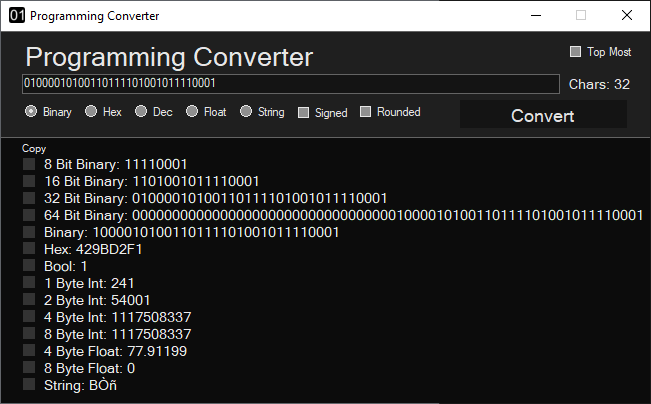 01 Programming Converter
Programming Converter
Top Most
01000010100110111101001011110001
Chars: 32
Binary Hex Dec Float String Signed Rounded
Convert
Copy
8 Bit Binary: 11110001
16 Bit Binary: 1101001011110001
32 Bit Binary: 01000010100110111101001011110001
64 Bit Binary: 0000000000000000000000000000000001000010100110111101001011110001
Binary: 1000010100110111101001011110001
Hex: 429BD2F1
Bool: 1
1 Byte Int: 241
2 Byte Int: 54001
4 Byte Int: 1117508337
8 Byte Int: 1117508337
4 Byte Float: 77.91199
8 Byte Float: 0
String: BÒñ